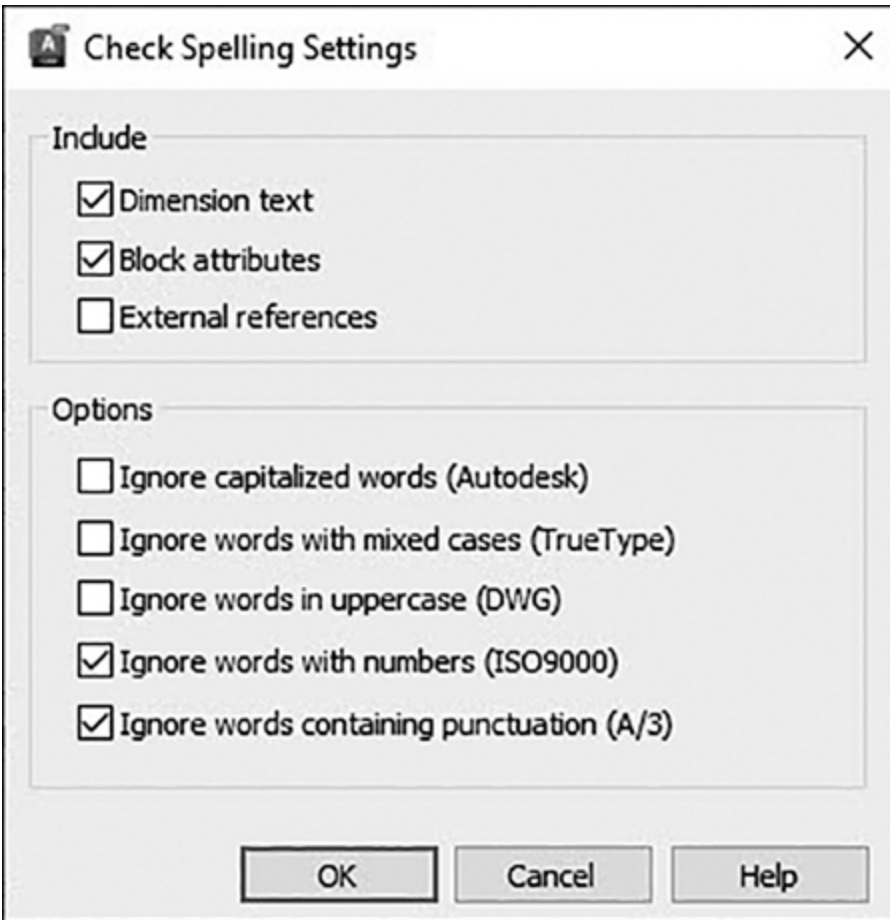 Check Spelling Settings
Include
Dimension text
Block attributes
External references
Options
Ignore capitalized words (Autodesk)
Ignore words with mixed cases (TrueType)
Ignore words in uppercase (DWG)
Ignore words with numbers (ISO9000)
Ignore words containing punctuation (A/3)
OK Cancel Help